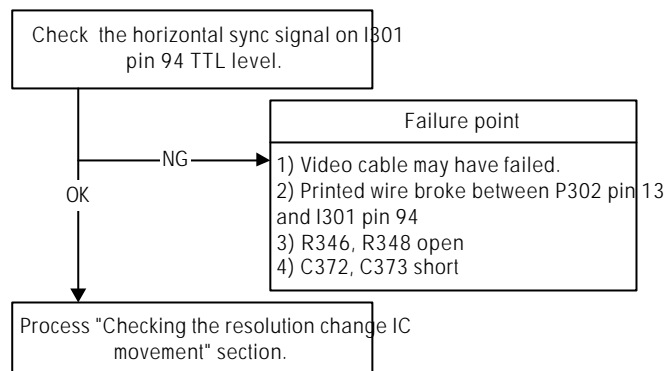 Check the horizontal sync signal on I301
pin 94 TTL level.
Failure point
NG
1) Video cable may have failed.
2) Printed wire broke between P302 pin 13
and I301 pin 94
3) R346, R348 open
4) C372, C373 short
OK
Process "Checking the resolution change IC
movement" section.